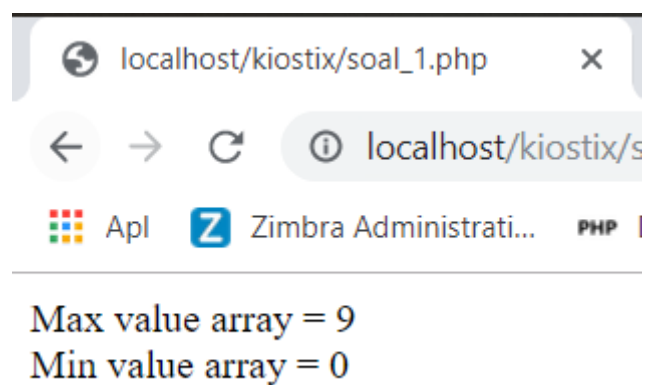 localhost/kiostix/soal_1.php
localhost/kiostix/s
Apl Zimbra Administrati... PHP
Max value array = 9
Min value array = 0